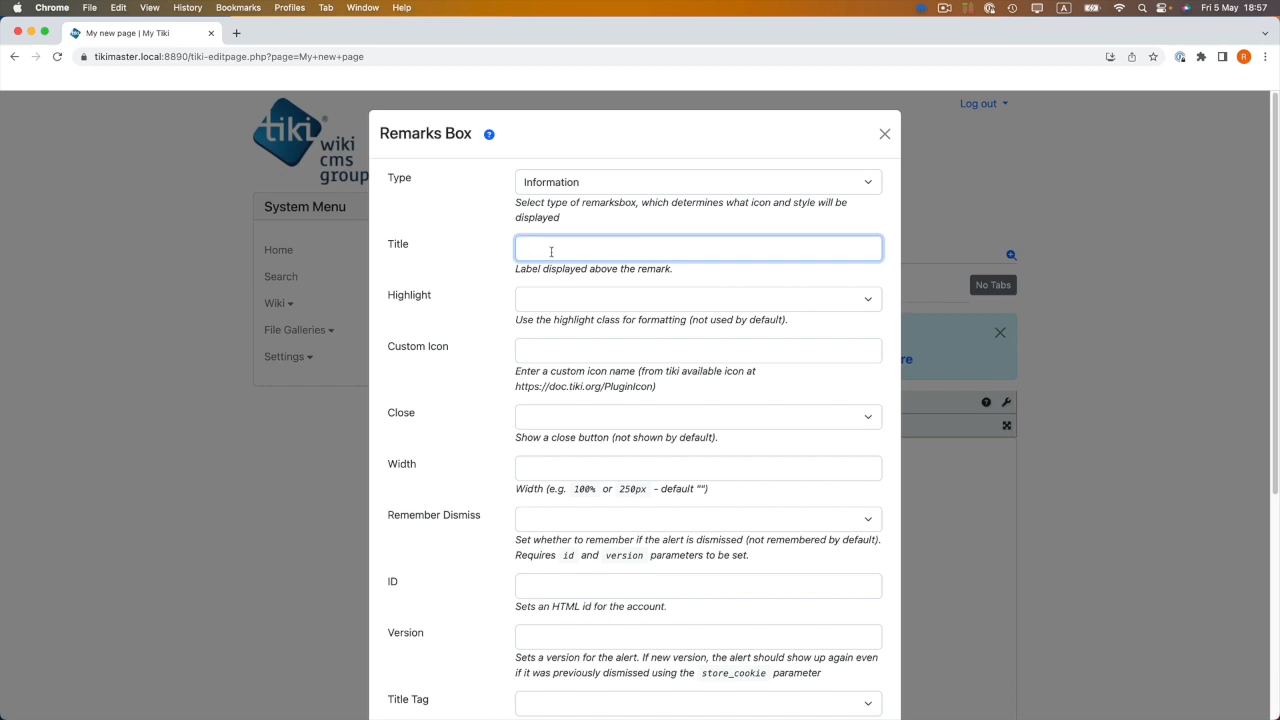 Chrome File Edit View History Bookmarks Profiles Tab Window Help
A
Fri 5 May 18:57
My new page | My Tiki
tikimaster.local:8890/tiki-editpage.php?page=My+new+page
R
tiki
wiki
cms
group
Log out
System Menu
Home
Search
Wiki
File Galleries
Settings
No Tabs
re
Remarks Box
Type
Information
Select type of remarksbox, which determines what icon and style will be
displayed
Title
Label displayed above the remark.
Highlight
Use the highlight class for formatting (not used by default).
Custom Icon
Enter a custom icon name (from tiki available icon at
https://doc.tiki.org/PluginIcon)
Close
Show a close button (not shown by default).
Width
Width (e.g. 100% or 250px - default "")
Remember Dismiss
Set whether to remember if the alert is dismissed (not remembered by default).
Requires id and version parameters to be set.
ID
Sets an HTML id for the account.
Version
Sets a version for the alert. If new version, the alert should show up again even
if it was previously dismissed using the store_cookie parameter
Title Tag